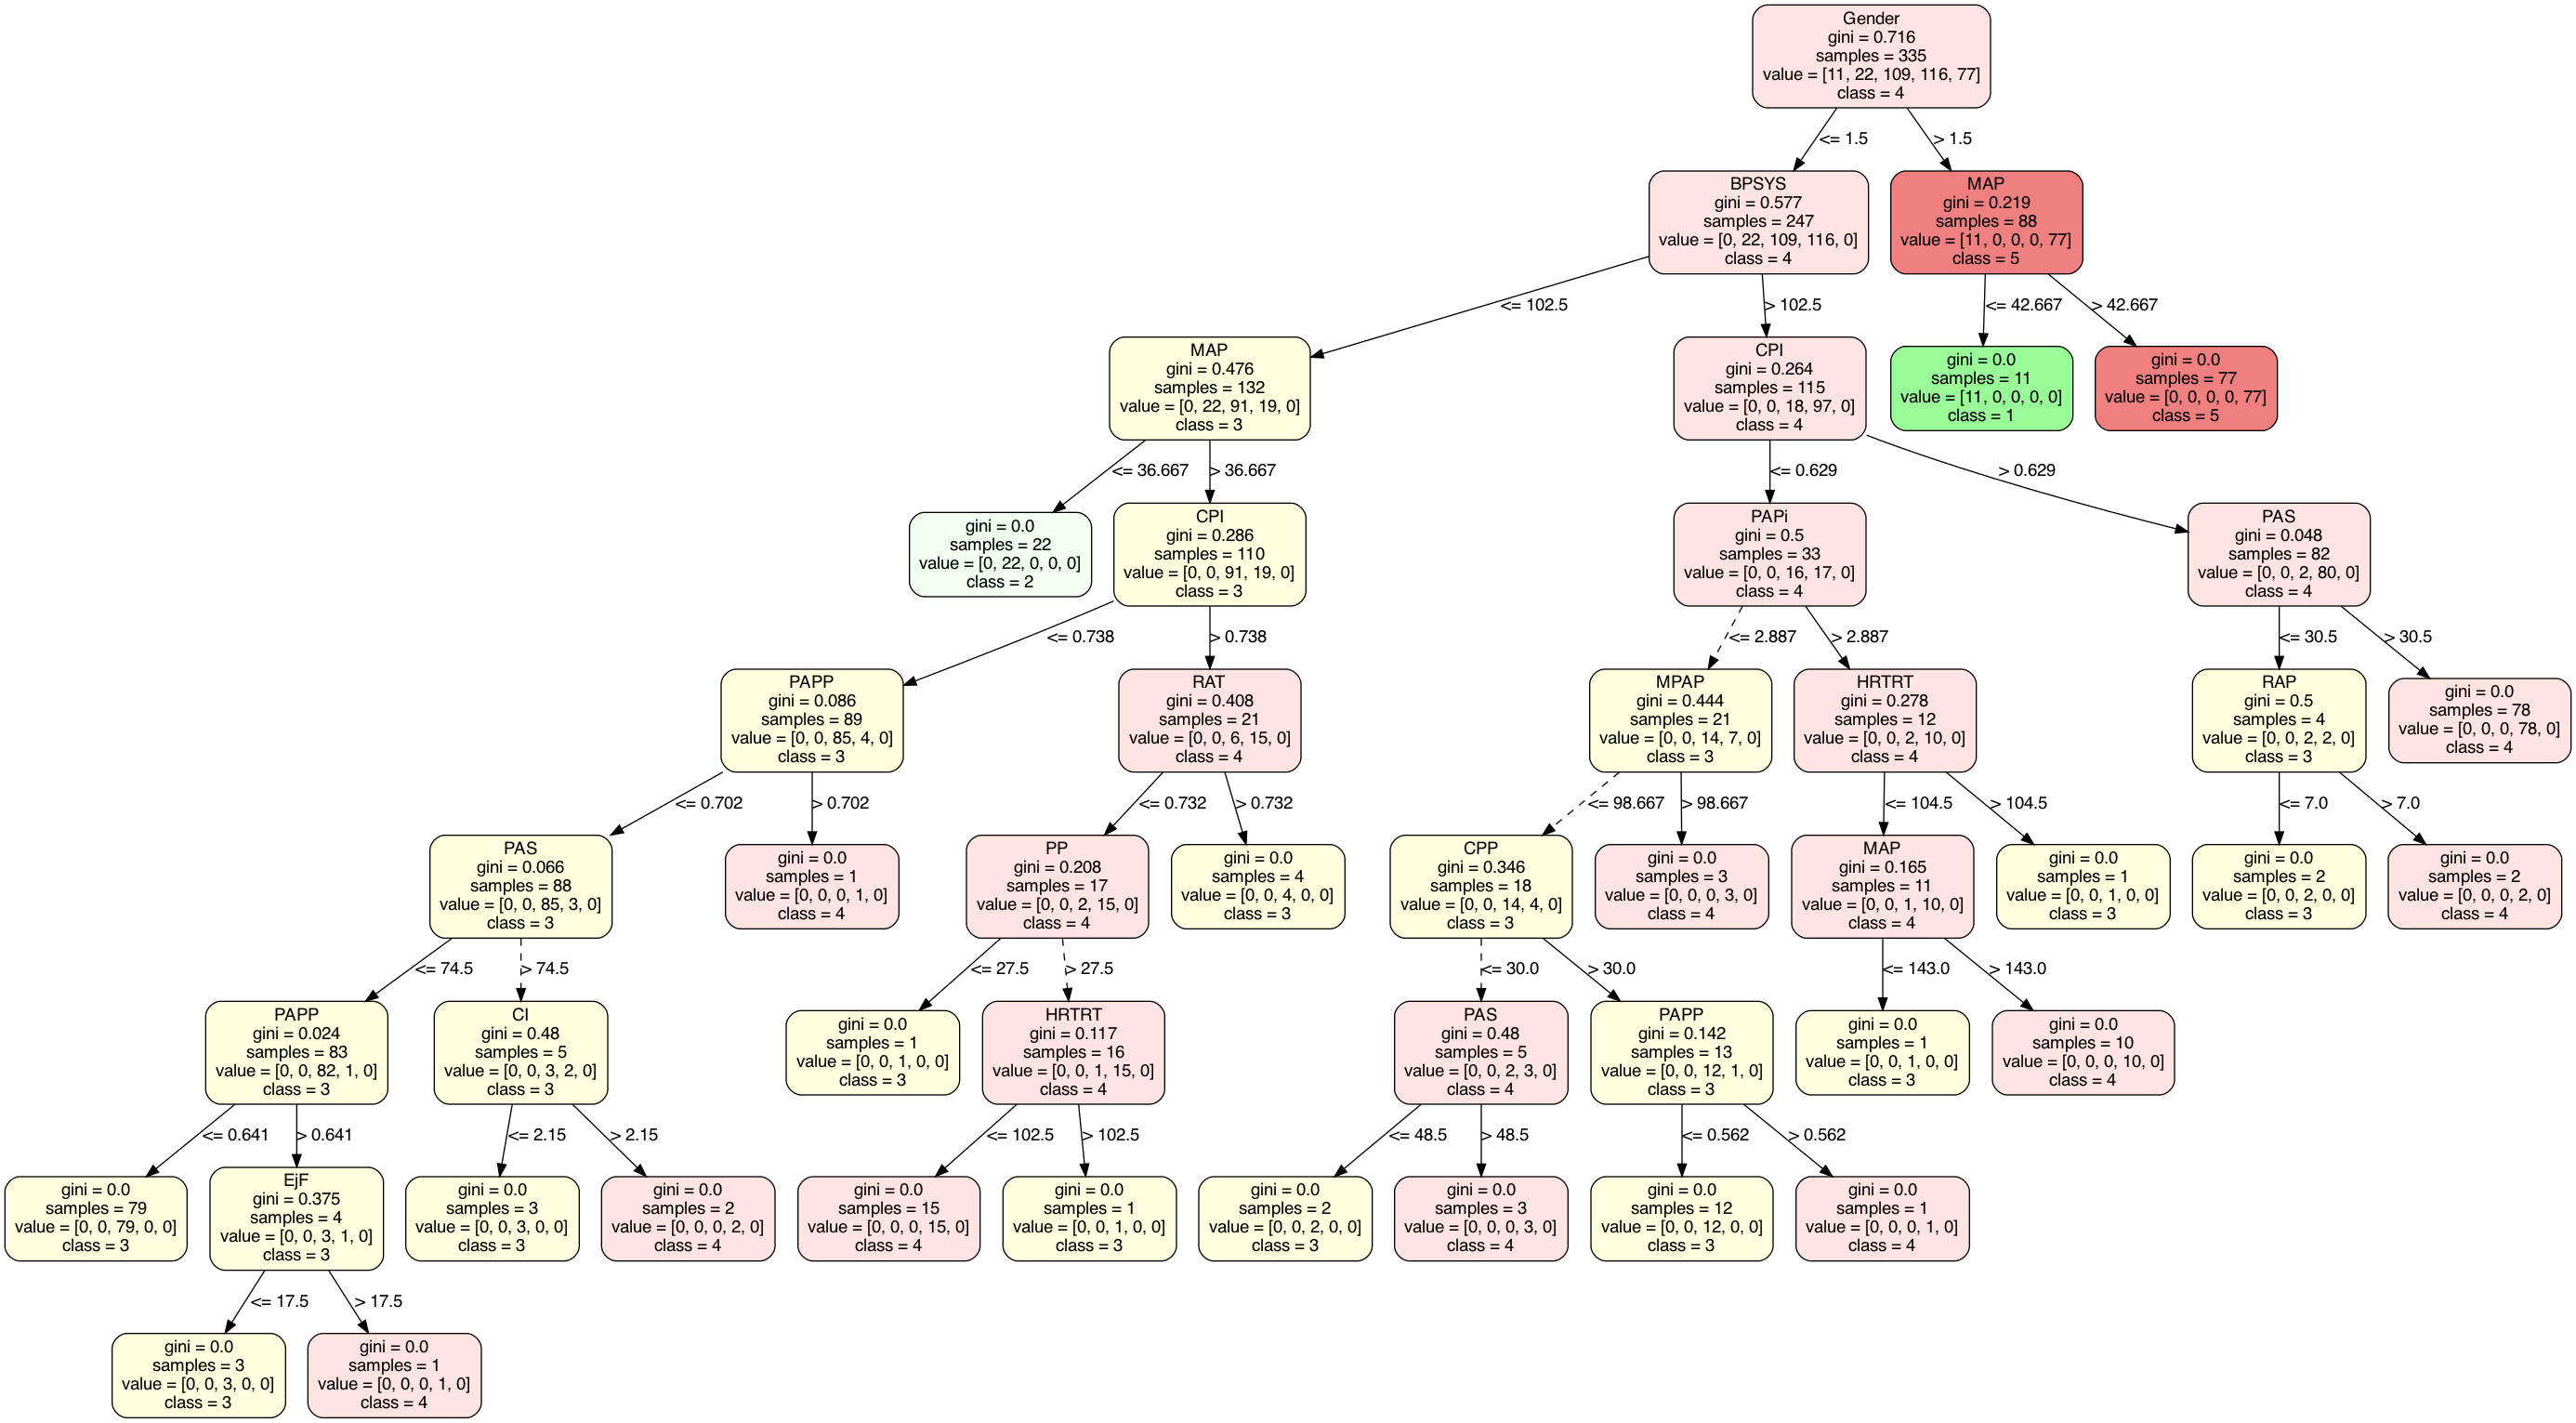 Gender
gini = 0.716
samples = 335
value = [11, 22, 109, 116, 77]
class = 4
<= 1.5
> 1.5
BPSYS
gini = 0.577
samples = 247
value = [0, 22, 109, 116, 0]
class = 4
MAP
gini = 0.219
samples = 88
value = [11, 0, 0, 0, 77]
class = 5
<= 102.5
> 102.5
<= 42.667
> 42.667
MAP
gini = 0.476
samples = 132
value = [0, 22, 91, 19, 0]
class = 3
CPI
gini = 0.264
samples = 115
value = [0, 0, 18, 97, 0]
class = 4
gini = 0.0
samples = 11
value = [11, 0, 0, 0, 0]
class = 1
gini = 0.0
samples = 77
value = [0, 0, 0, 0, 77]
class = 5
<= 36.667
> 36.667
<= 0.629
> 0.629
gini = 0.0
samples = 22
value = [0, 22, 0, 0, 0]
class = 2
CPI
gini = 0.286
samples = 110
value = [0, 0, 91, 19, 0]
class = 3
PAPi
gini = 0.5
samples = 33
value = [0, 0, 16, 17, 0]
class = 4
PAS
gini = 0.048
samples = 82
value = [0, 0, 2, 80, 0]
class = 4
<= 0.738
> 0.738
<= 2.887
> 2.887
<= 30.5
> 30.5
PAPP
gini = 0.086
samples = 89
value = [0, 0, 85, 4, 0]
class = 3
RAT
gini = 0.408
samples = 21
value = [0, 0, 6, 15, 0]
class = 4
MPAP
gini = 0.444
samples = 21
value = [0, 0, 14, 7, 0]
class = 3
HRTRT
gini = 0.278
samples = 12
value = [0, 0, 2, 10, 0]
class = 4
RAP
gini = 0.5
samples = 4
value = [0, 0, 2, 2, 0]
class = 3
gini = 0.0
samples = 78
value = [0, 0, 0, 78, 0]
class = 4
<= 0.702
> 0.702
<= 0.732
> 0.732
<= 98.667
> 98.667
<= 104.5
> 104.5
<= 7.0
> 7.0
PAS
gini = 0.066
samples = 88
value = [0, 0, 85, 3, 0]
class = 3
gini = 0.0
samples = 1
value = [0, 0, 0, 1, 0]
class = 4
PP
gini = 0.208
samples = 17
value = [0, 0, 2, 15, 0]
class = 4
gini = 0.0
samples = 4
value = [0, 0, 4, 0, 0]
class = 3
CPP
gini = 0.346
samples = 18
value = [0, 0, 14, 4, 0]
class = 3
gini = 0.0
samples = 3
value = [0, 0, 0, 3, 0]
class = 4
MAP
gini = 0.165
samples = 11
value = [0, 0, 1, 10, 0]
class = 4
gini = 0.0
samples = 1
value = [0, 0, 1, 0, 0]
class = 3
gini = 0.0
samples = 2
value = [0, 0, 2, 0, 0]
class = 3
gini = 0.0
samples = 2
value = [0, 0, 0, 2, 0]
class = 4
<= 74.5
> 74.5
<= 27.5
> 27.5
<= 30.0
> 30.0
<= 143.0
> 143.0
PAPP
gini = 0.024
samples = 83
value = [0, 0, 82, 1, 0]
class = 3
CI
gini = 0.48
samples = 5
value = [0, 0, 3, 2, 0]
class = 3
gini = 0.0
samples = 1
value = [0, 0, 1, 0, 0]
class = 3
HRTRT
gini = 0.117
samples = 16
value = [0, 0, 1, 15, 0]
class = 4
PAS
gini = 0.48
samples = 5
value = [0, 0, 2, 3, 0]
class = 4
PAPP
gini = 0.142
samples = 13
value = [0, 0, 12, 1, 0]
class = 3
gini = 0.0
samples = 1
value = [0, 0, 1, 0, 0]
class = 3
gini = 0.0
samples = 10
value = [0, 0, 0, 10, 0]
class = 4
<= 0.641
> 0.641
<= 2.15
> 2.15
<= 102.5
> 102.5
<= 48.5
> 48.5
<= 0.562
> 0.562
gini = 0.0
samples = 79
value = [0, 0, 79, 0, 0]
class = 3
EjF
gini = 0.375
samples = 4
value = [0, 0, 3, 1, 0]
class = 3
gini = 0.0
samples = 3
value = [0, 0, 3, 0, 0]
class = 3
gini = 0.0
samples = 2
value = [0, 0, 0, 2, 0]
class = 4
gini = 0.0
samples = 15
value = [0, 0, 0, 15, 0]
class = 4
gini = 0.0
samples = 1
value = [0, 0, 1, 0, 0]
class = 3
gini = 0.0
samples = 2
value = [0, 0, 2, 0, 0]
class = 3
gini = 0.0
samples = 3
value = [0, 0, 0, 3, 0]
class = 4
gini = 0.0
samples = 12
value = [0, 0, 12, 0, 0]
class = 3
gini = 0.0
samples = 1
value = [0, 0, 0, 1, 0]
class = 4
<= 17.5
> 17.5
gini = 0.0
samples = 3
value = [0, 0, 3, 0, 0]
class = 3
gini = 0.0
samples = 1
value = [0, 0, 0, 1, 0]
class = 4